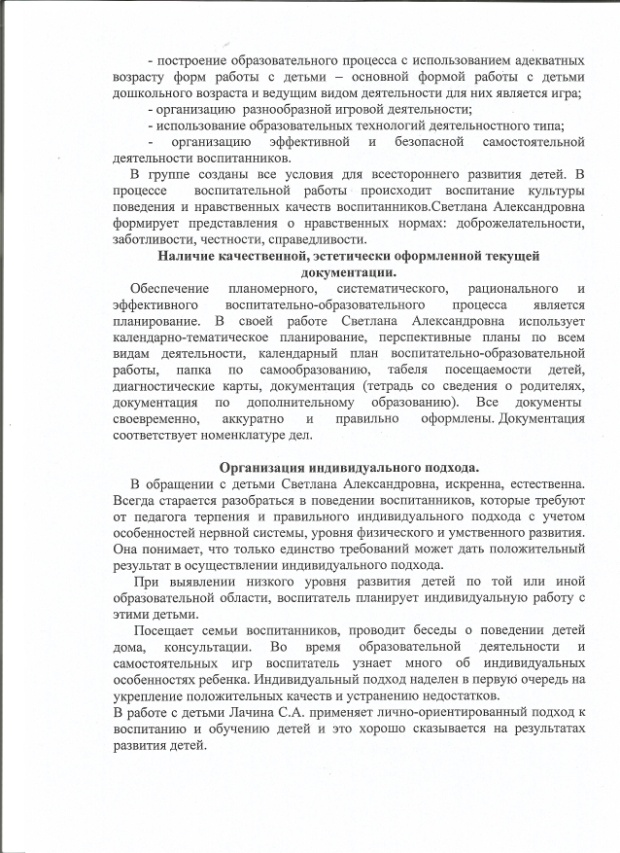 - построение образовательного процесса с использованием адекватных
возрасту форм работы с детьми – основной формой работы с детьми
дошкольного возраста и ведущим видом деятельности для них является игра;
- организацию разнообразной игровой деятельности;
- использование образовательных технологий деятельностного типа;
- организацию эффективной и безопасной самостоятельной
деятельности воспитанников.
В группе созданы все условия для всестороннего развития детей. В
процессе воспитательной работы происходит воспитание культуры
поведения и нравственных качеств воспитанников.Светлана Александровна
формирует представления о нравственных нормах: доброжелательности,
заботливости, честности, справедливости.
Наличие качественной, эстетически оформленной текущей
документации.
Обеспечение планомерного, систематического, рационального и
эффективного воспитательно-образовательного процесса является
планирование. В своей работе Светлана Александровна использует
календарно-тематическое планирование, перспективные планы по всем
видам деятельности, календарный план воспитательно-образовательной
работы, папка по самообразованию, табеля посещаемости детей,
диагностические карты, документация (тетрадь со сведения о родителях,
документация по дополнительному образованию). Все документы
своевременно, аккуратно и правильно оформлены. Документация
соответствует номенклатуре дел.
Организация индивидуального подхода.
В обращении с детьми Светлана Александровна, искренна, естественна.
Всегда старается разобраться в поведении воспитанников, которые требуют
от педагога терпения и правильного индивидуального подхода с учетом
особенностей нервной системы, уровня физического и умственного развития.
Она понимает, что только единство требований может дать положительный
результат в осуществлении индивидуального подхода.
При выявлении низкого уровня развития детей по той или иной
образовательной области, воспитатель планирует индивидуальную работу с
этими детьми.
Посещает семьи воспитанников, проводит беседы о поведении детей
дома, консультации. Во время образовательной деятельности и
самостоятельных игр воспитатель узнает много об индивидуальных
особенностях ребенка. Индивидуальный подход наделен в первую очередь на
укрепление положительных качеств и устранению недостатков.
В работе с детьми Лачина С.А. применяет лично-ориентированный подход к
воспитанию и обучению детей и это хорошо сказывается на результатах
развития детей.